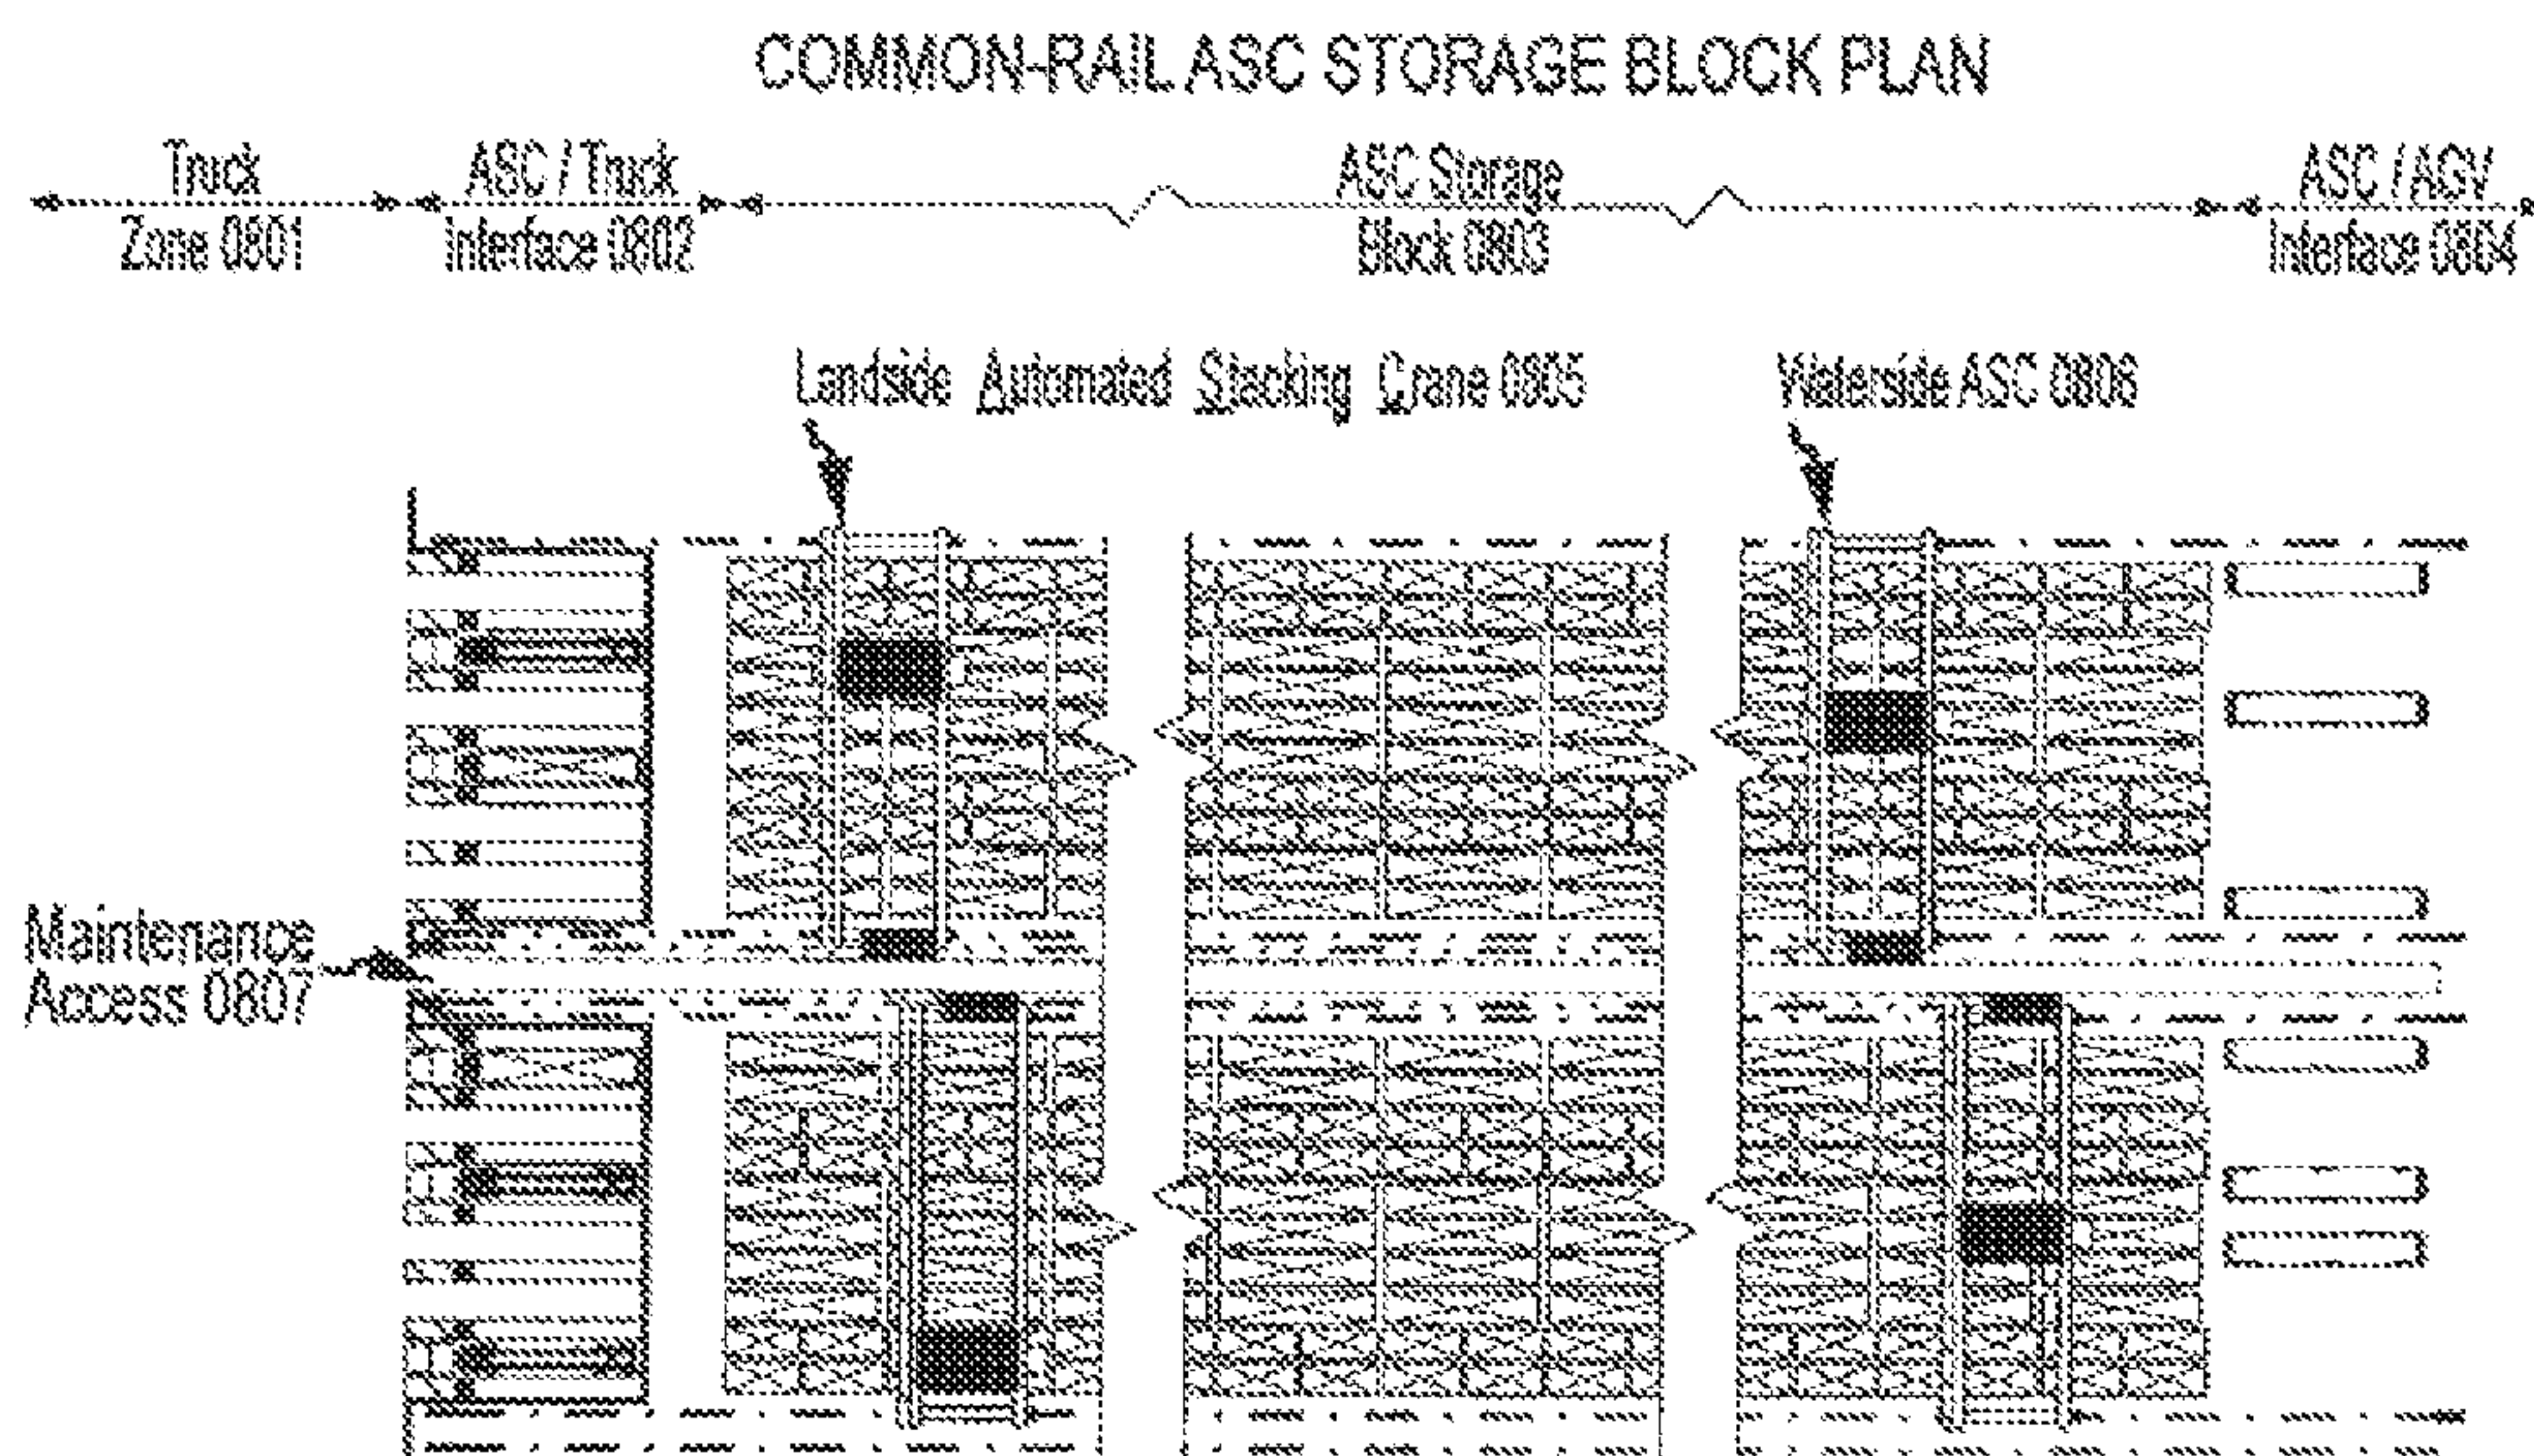 COMMON-RAIL ASC STORAGE BLOCK PLAN
Truck
Zone 0801
ASC / Truck
Interface 0802
ASC Storage
Block 0803
ASC / AGV
Interface 0804
Landside Automated Stacking Crane 0805
Waterside ASC 0806
Maintenance
Access 0807